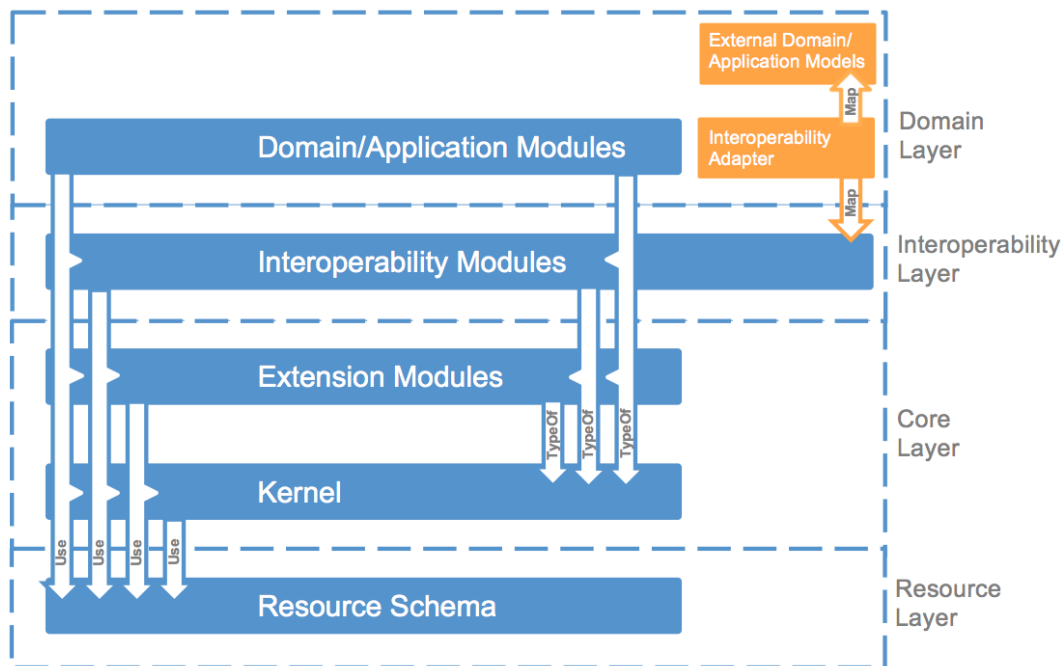 External Domain/
Application Models
Map
Domain/Application Modules
Interoperability
Adapter
Domain
Layer
Map
Interoperability Modules
Interoperability
Layer
Extension Modules
TypeOf
TypeOf
TypeOf
Core
Layer
Kernel
Use
Use
Use
Use
Resource Schema
Resource
Layer